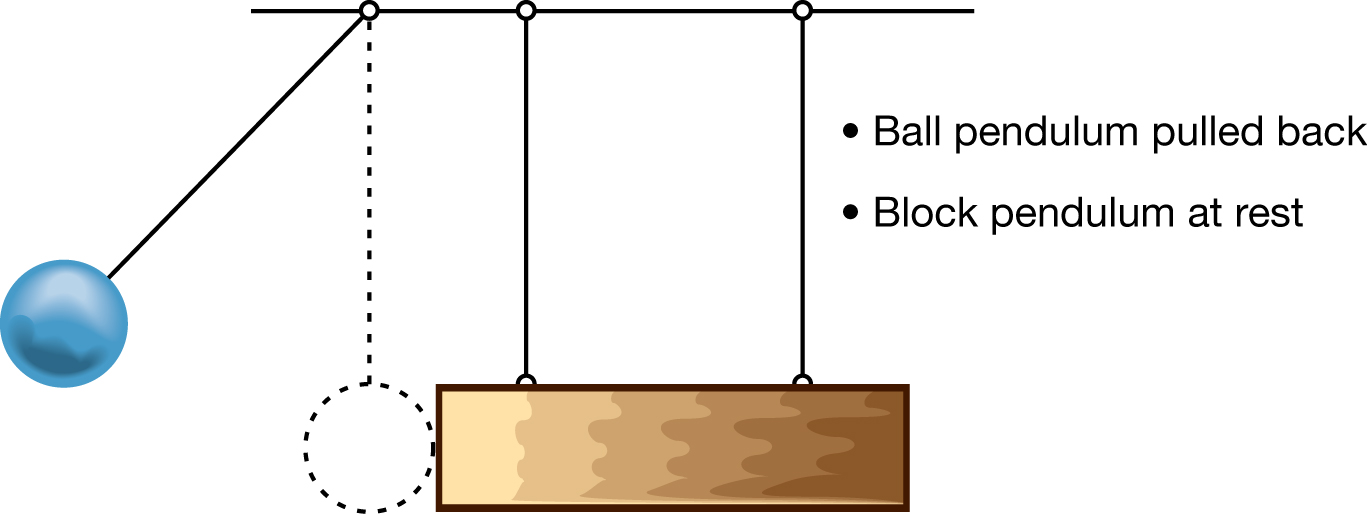 • Ball pendulum pulled back
• Block pendulum at rest